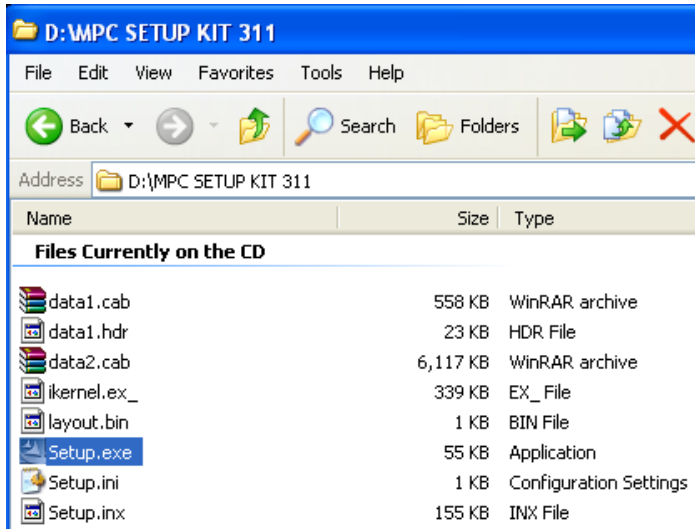 D:\MPC SETUP KIT 311
File Edit View Favorites Tools Help
Back Search Folders
Address D:\MPC SETUP KIT 311
Name Size Type
Files Currently on the CD
data1.cab 558 KB WinRAR archive
data1.hdr 23 KB HDR File
data2.cab 6,117 KB WinRAR archive
ikernel.ex_ 339 KB EX_ File
layout.bin 1 KB BIN File
Setup.exe 55 KB Application
Setup.ini 1 KB Configuration Settings
Setup.inx 155 KB INX File